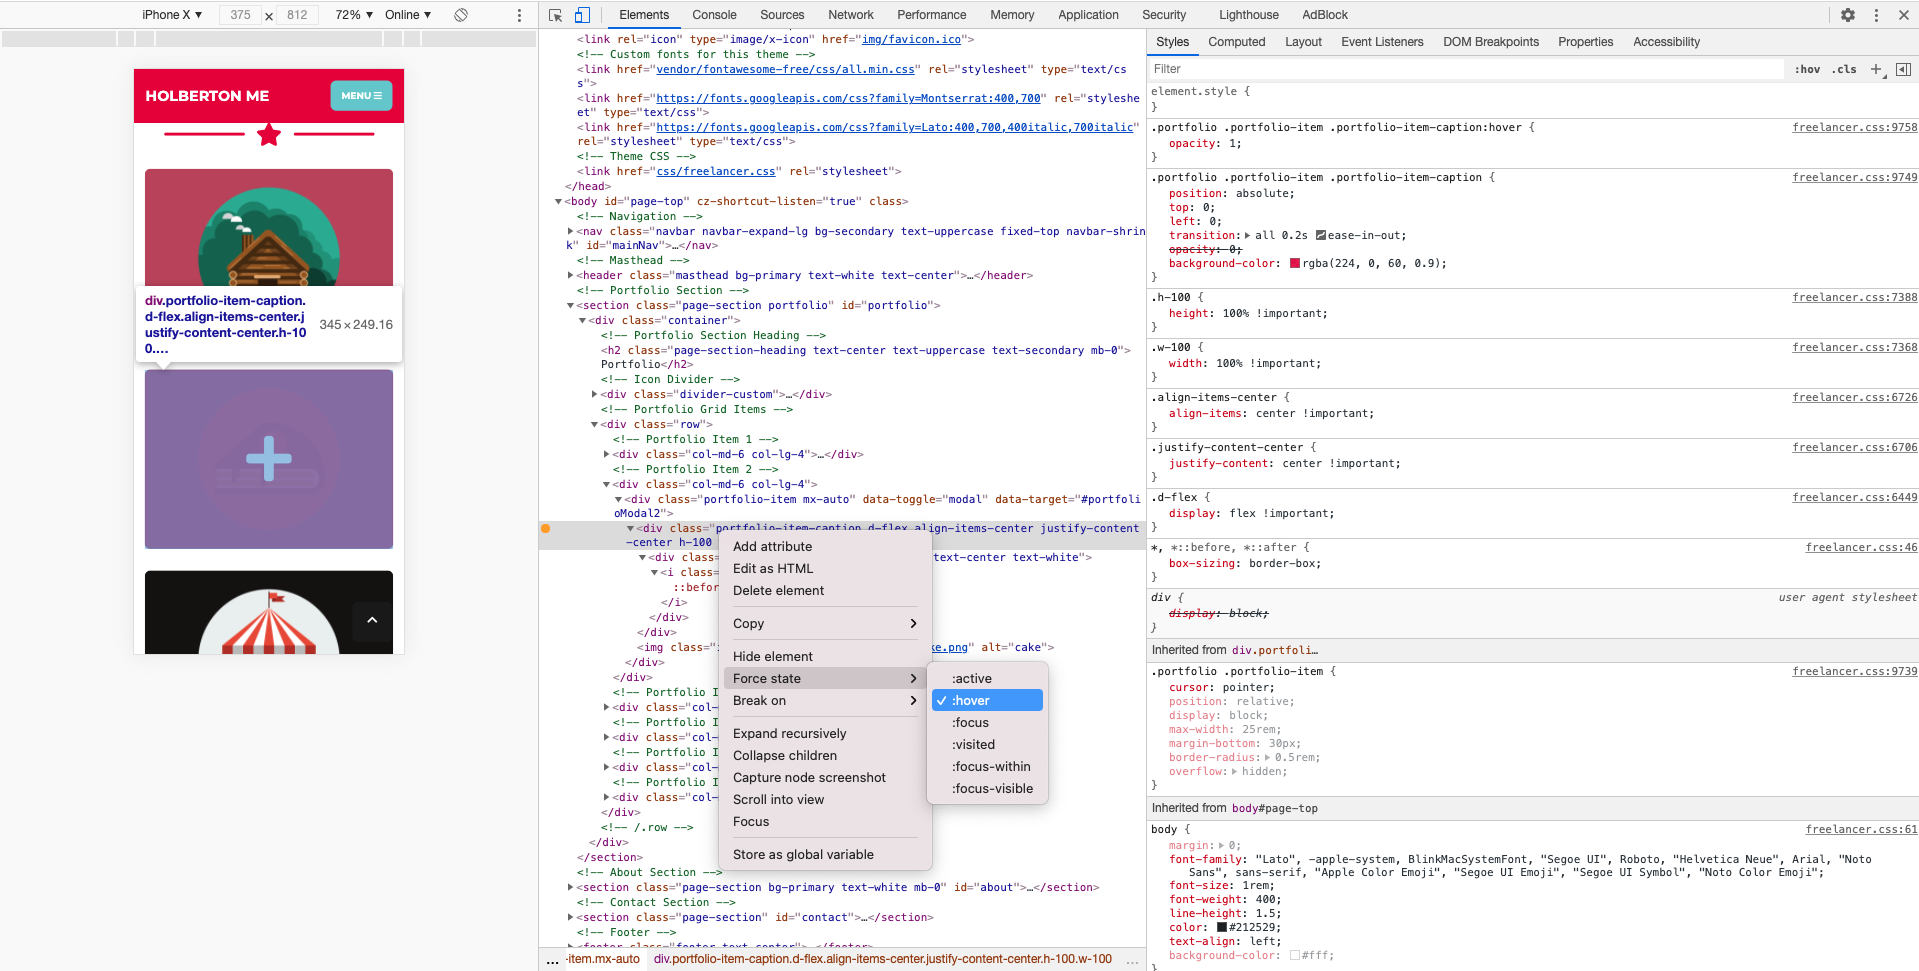 iPhone X ▼ 375 × 812 72% ▼ Online ▼
HOLBERTON ME
MENU
div.portfolio-item-caption.
d-flex.align-items-center.j
ustify-content-center.h-10
0.…
345 × 249.16
Elements Console Sources Network Performance Memory Application Security Lighthouse AdBlock
<link rel="icon" type="image/x-icon" href="img/favicon.ico">
<!-- Custom fonts for this theme -->
<link href="vendor/fontawesome-free/css/all.min.css" rel="stylesheet" type="text/cs
s">
<link href="https://fonts.googleapis.com/css?family=Montserrat:400,700" rel="styleshe
et" type="text/css">
<link href="https://fonts.googleapis.com/css?family=Lato:400,700,400italic,700italic"
rel="stylesheet" type="text/css">
<!-- Theme CSS -->
<link href="css/freelancer.css" rel="stylesheet">
</head>
▼<body id="page-top" cz-shortcut-listen="true" class>
<!-- Navigation -->
▶<nav class="navbar navbar-expand-lg bg-secondary text-uppercase fixed-top navbar-shrin
k" id="mainNav">…</nav>
<!-- Masthead -->
▶<header class="masthead bg-primary text-white text-center">…</header>
<!-- Portfolio Section -->
▼<section class="page-section portfolio" id="portfolio">
▼<div class="container">
<!-- Portfolio Section Heading -->
<h2 class="page-section-heading text-center text-uppercase text-secondary mb-0">
Portfolio</h2>
<!-- Icon Divider -->
▶<div class="divider-custom">…</div>
<!-- Portfolio Grid Items -->
▼<div class="row">
<!-- Portfolio Item 1 -->
▶<div class="col-md-6 col-lg-4">…</div>
<!-- Portfolio Item 2 -->
▼<div class="col-md-6 col-lg-4">
▼<div class="portfolio-item mx-auto" data-toggle="modal" data-target="#portfoli
oModal2">
▼<div class="portfolio-item-caption d-flex align-items-center justify-content
-center h-100
▼<div clas text-center text-white">
▼<i class=
::befor
</i>
</div>
</div>
<img class= ke.png" alt="cake">
</div>
</div>
<!-- Portfolio I
▶<div class="col-
<!-- Portfolio I
▶<div class="col-
<!-- Portfolio I
▶<div class="col-
<!-- Portfolio I
▶<div class="col-
</div>
<!-- /.row -->
</div>
</section>
<!-- About Section -->
▶<section class="page-section bg-primary text-white mb-0" id="about">…</section>
<!-- Contact Section -->
▶<section class="page-section" id="contact">…</section>
<!-- Footer -->
▶<footer class="footer text-center">…</footer>
… -item.mx-auto div.portfolio-item-caption.d-flex.align-items-center.justify-content-center.h-100.w-100 …
Add attribute
Edit as HTML
Delete element
Copy
Hide element
Force state
Break on
Expand recursively
Collapse children
Capture node screenshot
Scroll into view
Focus
Store as global variable
:active
✓ :hover
:focus
:visited
:focus-within
:focus-visible
Styles Computed Layout Event Listeners DOM Breakpoints Properties Accessibility
Filter :hov .cls +
element.style {
}
.portfolio .portfolio-item .portfolio-item-caption:hover { freelancer.css:9758
opacity: 1;
}
.portfolio .portfolio-item .portfolio-item-caption { freelancer.css:9749
position: absolute;
top: 0;
left: 0;
transition:▶ all 0.2s ease-in-out;
opacity: 0;
background-color: rgba(224, 0, 60, 0.9);
}
.h-100 { freelancer.css:7388
height: 100% !important;
}
.w-100 { freelancer.css:7368
width: 100% !important;
}
.align-items-center { freelancer.css:6726
align-items: center !important;
}
.justify-content-center { freelancer.css:6706
justify-content: center !important;
}
.d-flex { freelancer.css:6449
display: flex !important;
}
*, *::before, *::after { freelancer.css:46
box-sizing: border-box;
}
div { user agent stylesheet
display: block;
}
Inherited from div.portfoli…
.portfolio .portfolio-item { freelancer.css:9739
cursor: pointer;
position: relative;
display: block;
max-width: 25rem;
margin-bottom: 30px;
border-radius:▶ 0.5rem;
overflow:▶ hidden;
}
Inherited from body#page-top
body { freelancer.css:61
margin:▶ 0;
font-family: "Lato", -apple-system, BlinkMacSystemFont, "Segoe UI", Roboto, "Helvetica Neue", Arial, "Noto
Sans", sans-serif, "Apple Color Emoji", "Segoe UI Emoji", "Segoe UI Symbol", "Noto Color Emoji";
font-size: 1rem;
font-weight: 400;
line-height: 1.5;
color: #212529;
text-align: left;
background-color: #fff;
}